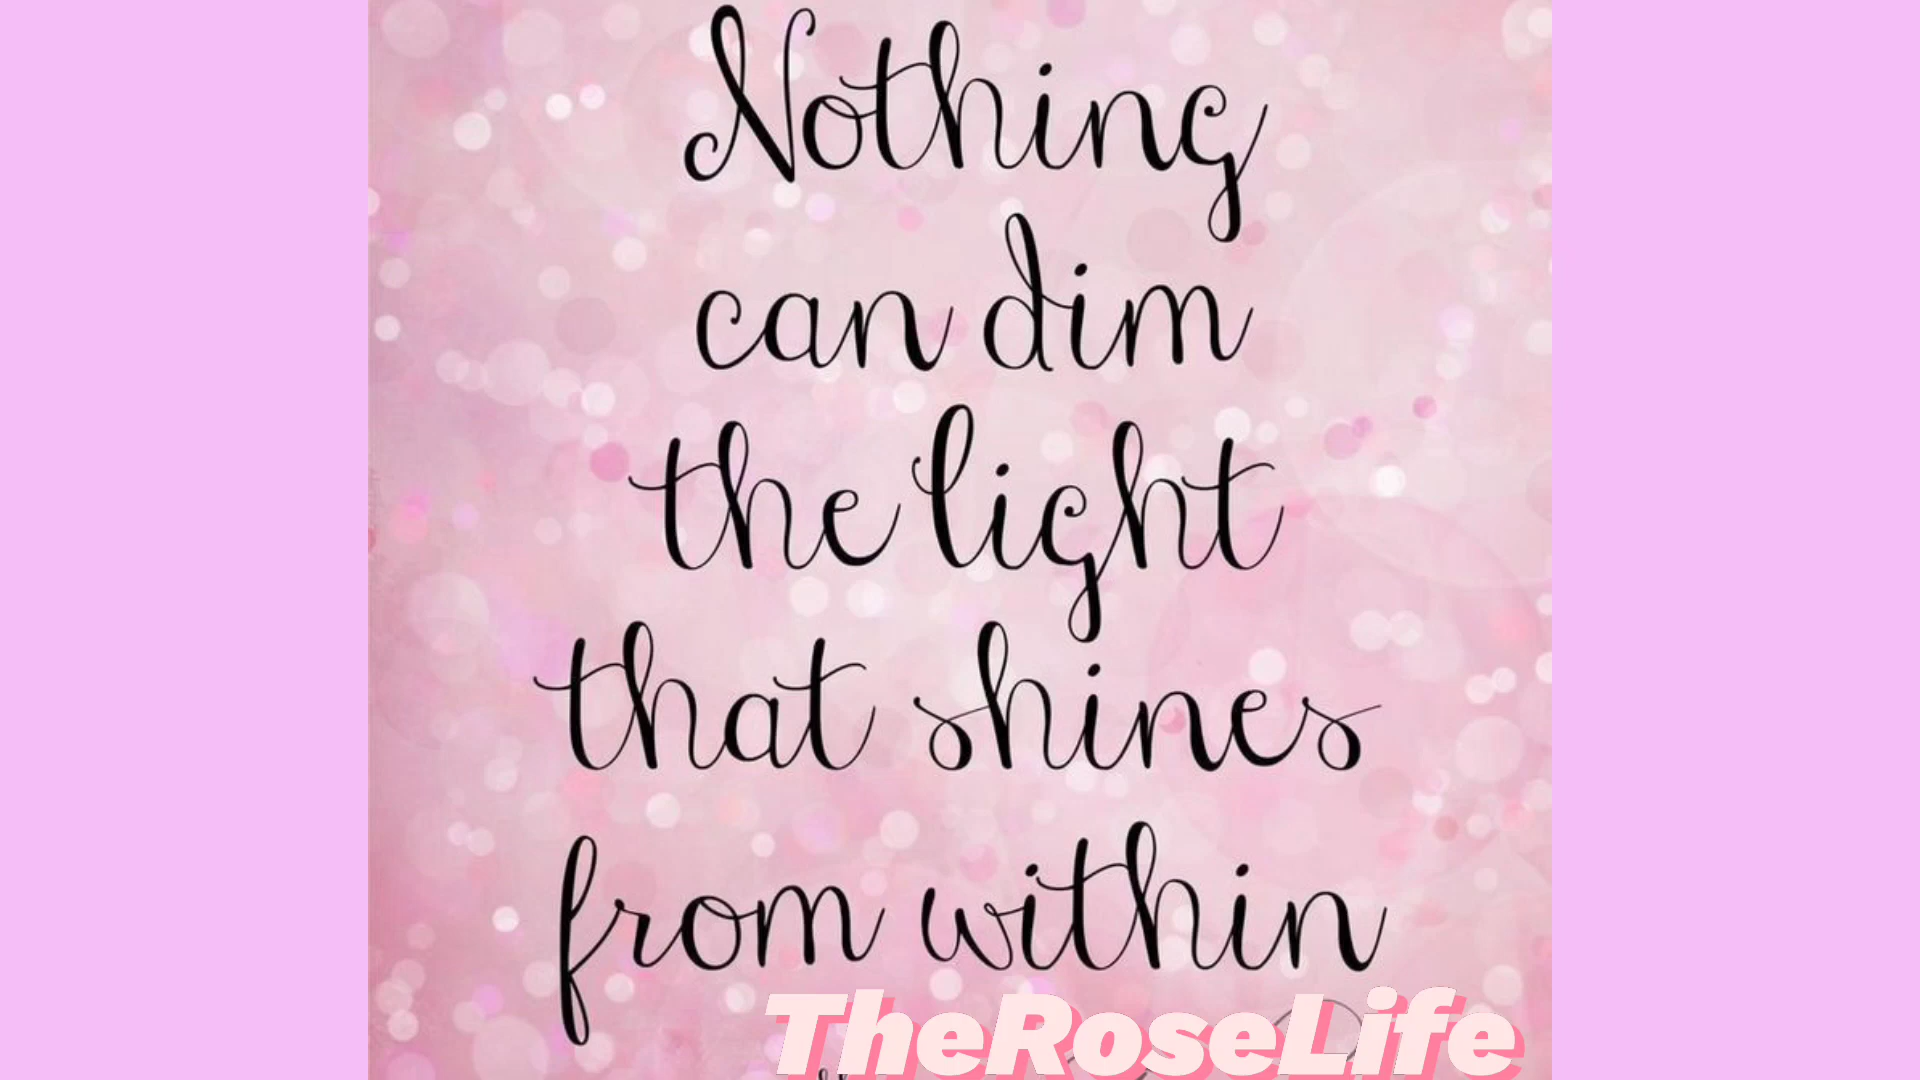 Nothing
can dim
the light
that shines
from within
TheRoseLife